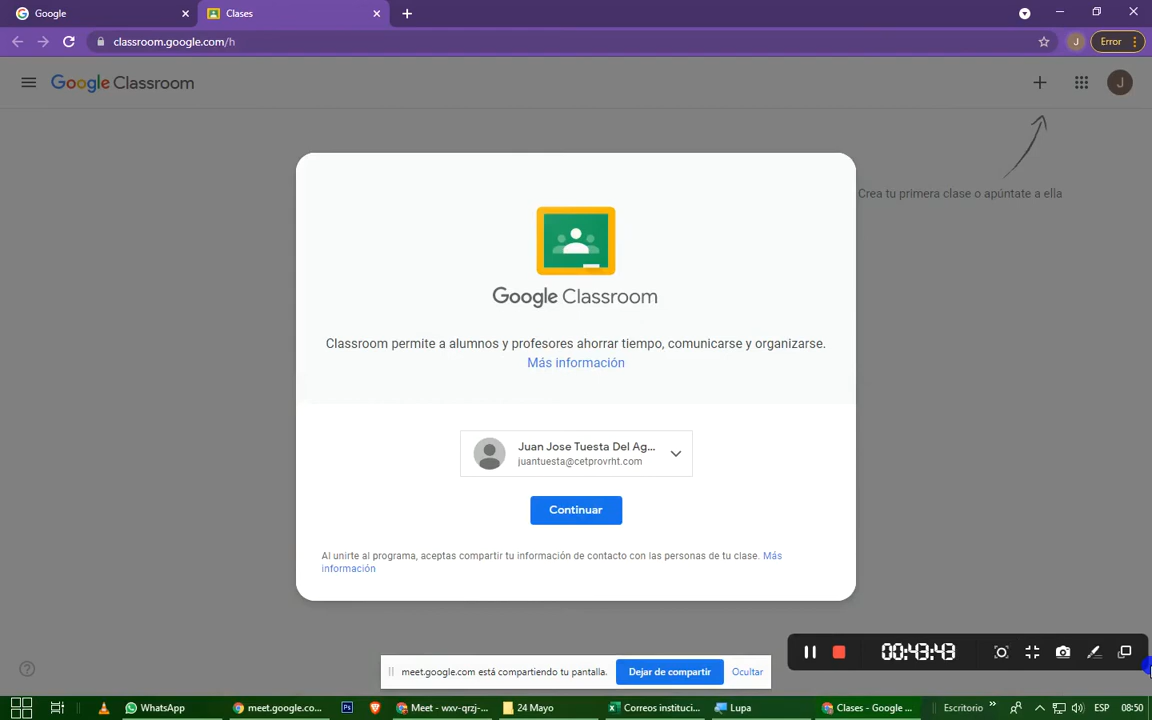 Google
Clases
classroom.google.com/h
J
Error
Google Classroom
J
Crea tu primera clase o apúntate a ella
Google Classroom
Classroom permite a alumnos y profesores ahorrar tiempo, comunicarse y organizarse.
Más información
Juan Jose Tuesta Del Ag...
juantuesta@cetprovrht.com
Continuar
Al unirte al programa, aceptas compartir tu información de contacto con las personas de tu clase. Más
información
00:43:43
meet.google.com está compartiendo tu pantalla.
Dejar de compartir
Ocultar
WhatsApp
meet.google.co...
Ps
Meet - wxv-qrzj-...
24 Mayo
Correos instituci...
Lupa
Clases - Google ...
Escritorio
ESP
08:50